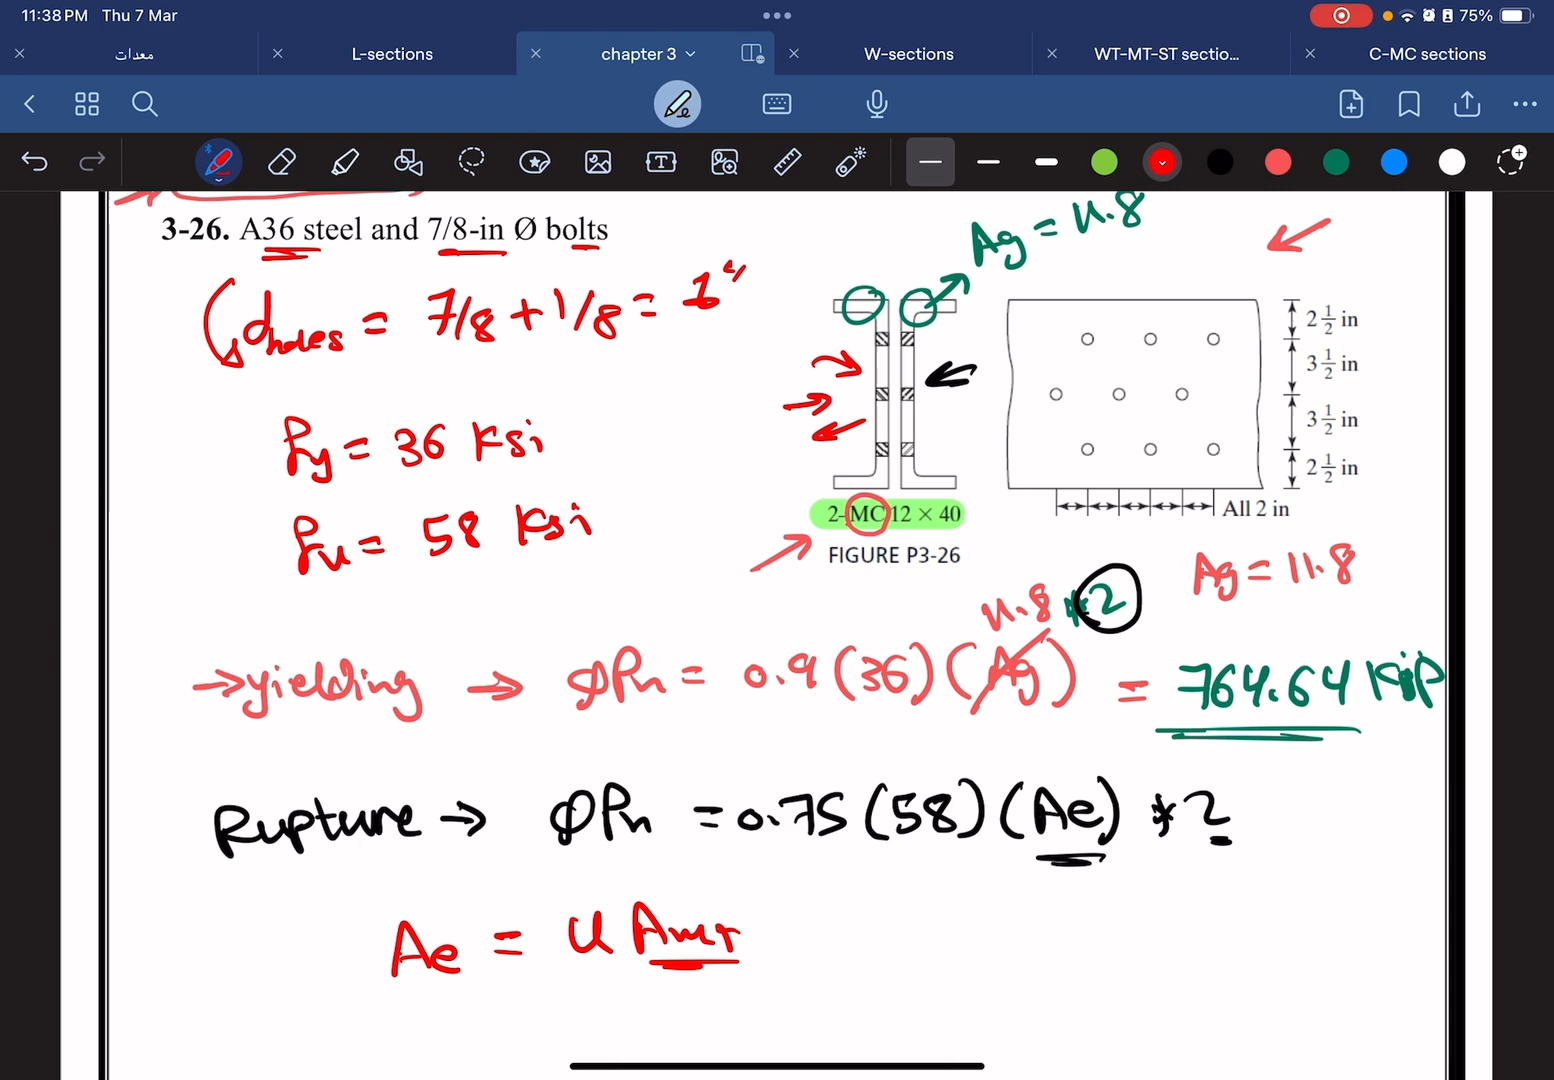 11:38 PM Thu 7 Mar
75%
معدات
L-sections
chapter 3
W-sections
WT-MT-ST sectio...
C-MC sections
3-26. A36 steel and 7/8-in Ø bolts
Ag = 11.8
dholes = 7/8 + 1/8 = 1"
Fy = 36 Ksi
Fu = 58 Ksi
2 1/2 in
3 1/2 in
3 1/2 in
2 1/2 in
All 2 in
2-MC 12 × 40
FIGURE P3-26
Ag = 11.8
11.8 * 2
→ yielding → ØPn = 0.9 (36) (Ag) = 764.64 Kip
Rupture → ØPn = 0.75 (58) (Ae) * 2
Ae = U Anet